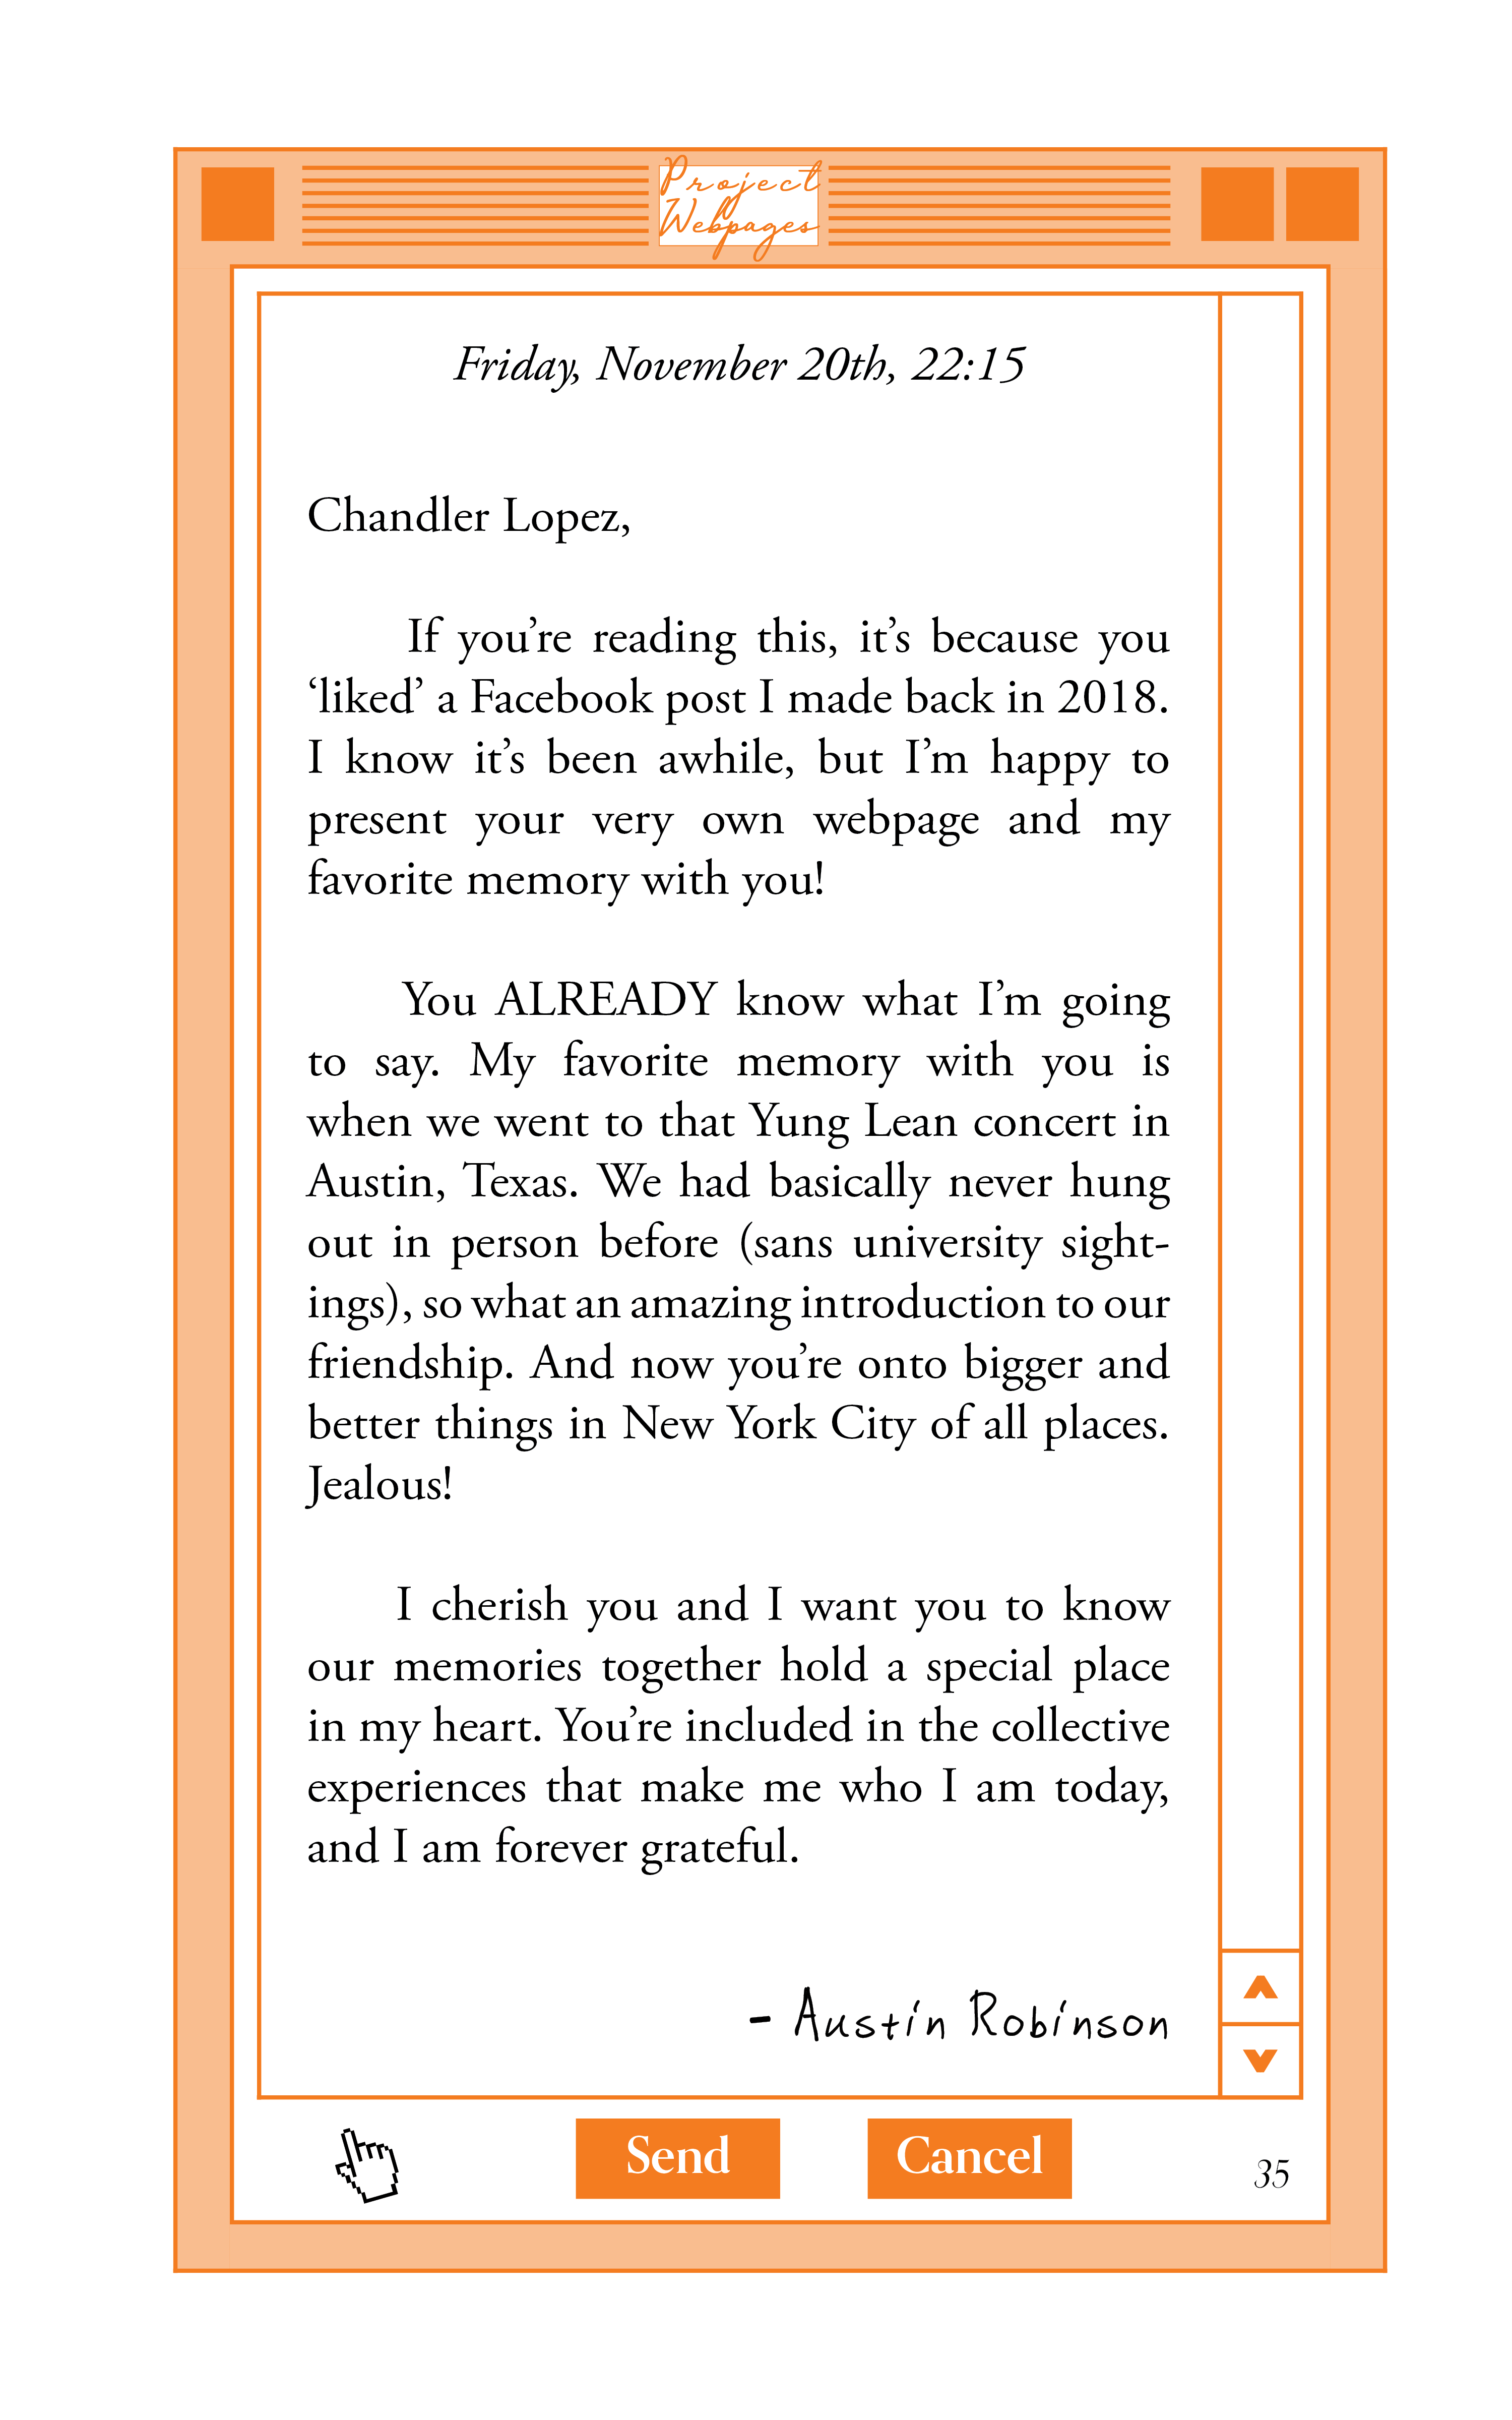 Project
Webpages
Friday, November 20th, 22:15
Chandler Lopez,
If you’re reading this, it’s because you
‘liked’ a Facebook post I made back in 2018.
I know it’s been awhile, but I’m happy to
present your very own webpage and my
favorite memory with you!
You ALREADY know what I’m going
to say. My favorite memory with you is
when we went to that Yung Lean concert in
Austin, Texas. We had basically never hung
out in person before (sans university sight-
ings), so what an amazing introduction to our
friendship. And now you’re onto bigger and
better things in New York City of all places.
Jealous!
I cherish you and I want you to know
our memories together hold a special place
in my heart. You’re included in the collective
experiences that make me who I am today,
and I am forever grateful.
- Austin Robinson
Send
Cancel
35